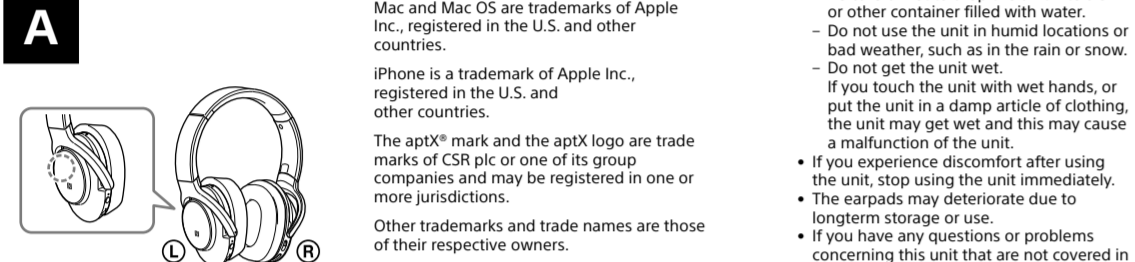 A
L
R
Mac and Mac OS are trademarks of Apple
Inc., registered in the U.S. and other
countries.
iPhone is a trademark of Apple Inc.,
registered in the U.S. and
other countries.
The aptX® mark and the aptX logo are trade
marks of CSR plc or one of its group
companies and may be registered in one or
more jurisdictions.
Other trademarks and trade names are those
of their respective owners.
or other container filled with water.
– Do not use the unit in humid locations or
bad weather, such as in the rain or snow.
– Do not get the unit wet.
If you touch the unit with wet hands, or
put the unit in a damp article of clothing,
the unit may get wet and this may cause
a malfunction of the unit.
• If you experience discomfort after using
the unit, stop using the unit immediately.
• The earpads may deteriorate due to
longterm storage or use.
• If you have any questions or problems
concerning this unit that are not covered in